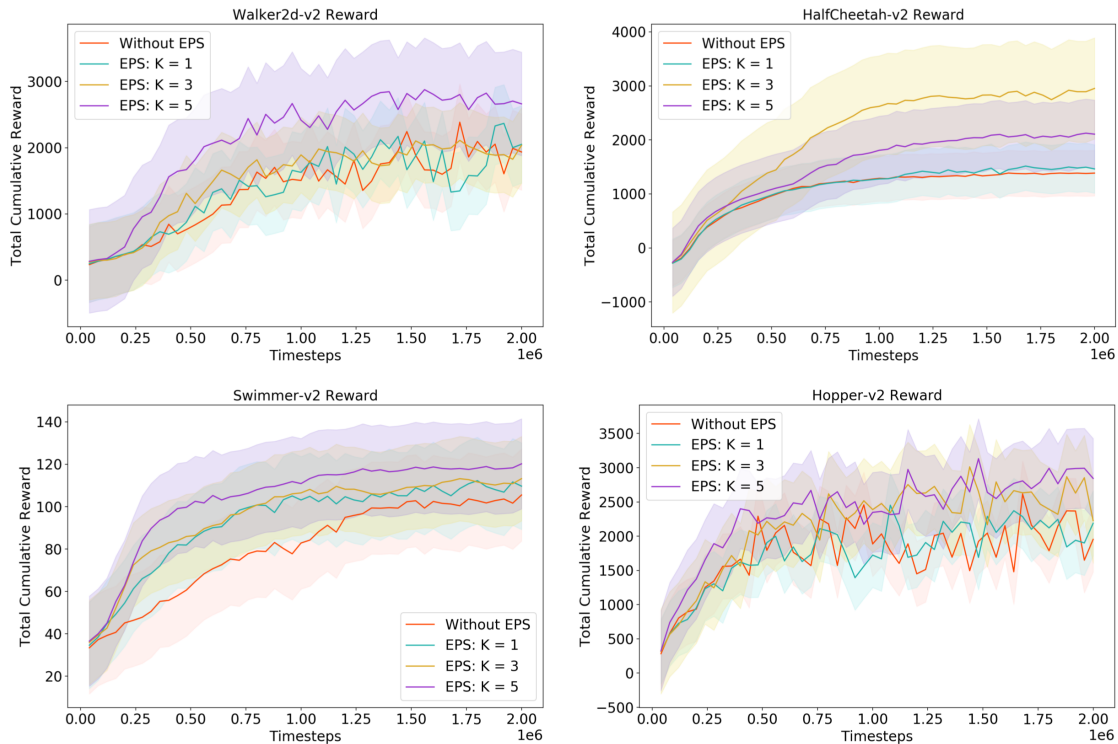 Walker2d-v2 Reward
Total Cumulative Reward
3000
2000
1000
0
Without EPS
EPS: K = 1
EPS: K = 3
EPS: K = 5
0.00 0.25 0.50 0.75 1.00 1.25 1.50 1.75 2.00
Timesteps
1e6
HalfCheetah-v2 Reward
Total Cumulative Reward
4000
3000
2000
1000
0
−1000
Without EPS
EPS: K = 1
EPS: K = 3
EPS: K = 5
0.00 0.25 0.50 0.75 1.00 1.25 1.50 1.75 2.00
Timesteps
1e6
Swimmer-v2 Reward
Total Cumulative Reward
140
120
100
80
60
40
20
Without EPS
EPS: K = 1
EPS: K = 3
EPS: K = 5
0.00 0.25 0.50 0.75 1.00 1.25 1.50 1.75 2.00
Timesteps
1e6
Hopper-v2 Reward
Total Cumulative Reward
3500
3000
2500
2000
1500
1000
500
0
−500
Without EPS
EPS: K = 1
EPS: K = 3
EPS: K = 5
0.00 0.25 0.50 0.75 1.00 1.25 1.50 1.75 2.00
Timesteps
1e6